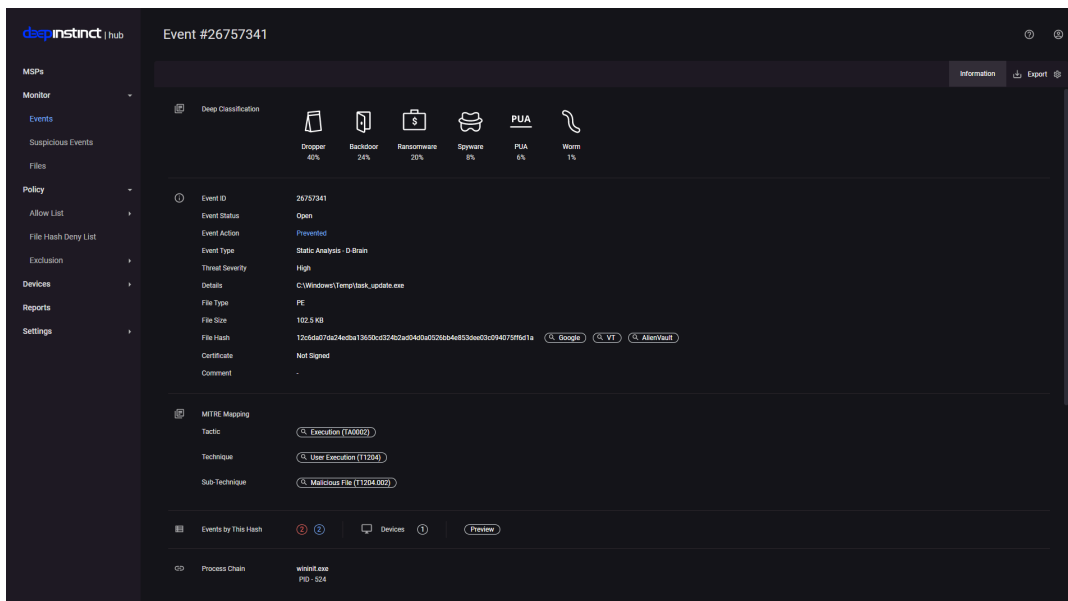 deepinstinct | hub
Event #26757341
MSPs
Monitor
Events
Suspicious Events
Files
Policy
Allow List
File Hash Deny List
Exclusion
Devices
Reports
Settings
Information
Export
Deep Classification
$ PUA
Dropper Backdoor Ransomware Spyware PUA Worm
40% 24% 20% 8% 6% 1%
Event ID 26757341
Event Status Open
Event Action Prevented
Event Type Static Analysis - D-Brain
Threat Severity High
Details C:\Windows\Temp\task_update.exe
File Type PE
File Size 102.5 KB
File Hash 12c6da07da24edba13650cd324b2ad04d0a0526bb4e853dee03c094075ff6d1a Google VT AlienVault
Certificate Not Signed
Comment -
MITRE Mapping
Tactic Execution (TA0002)
Technique User Execution (T1204)
Sub-Technique Malicious File (T1204.002)
Events by This Hash 2 2 Devices 1 Preview
Process Chain wininit.exe
PID - 524